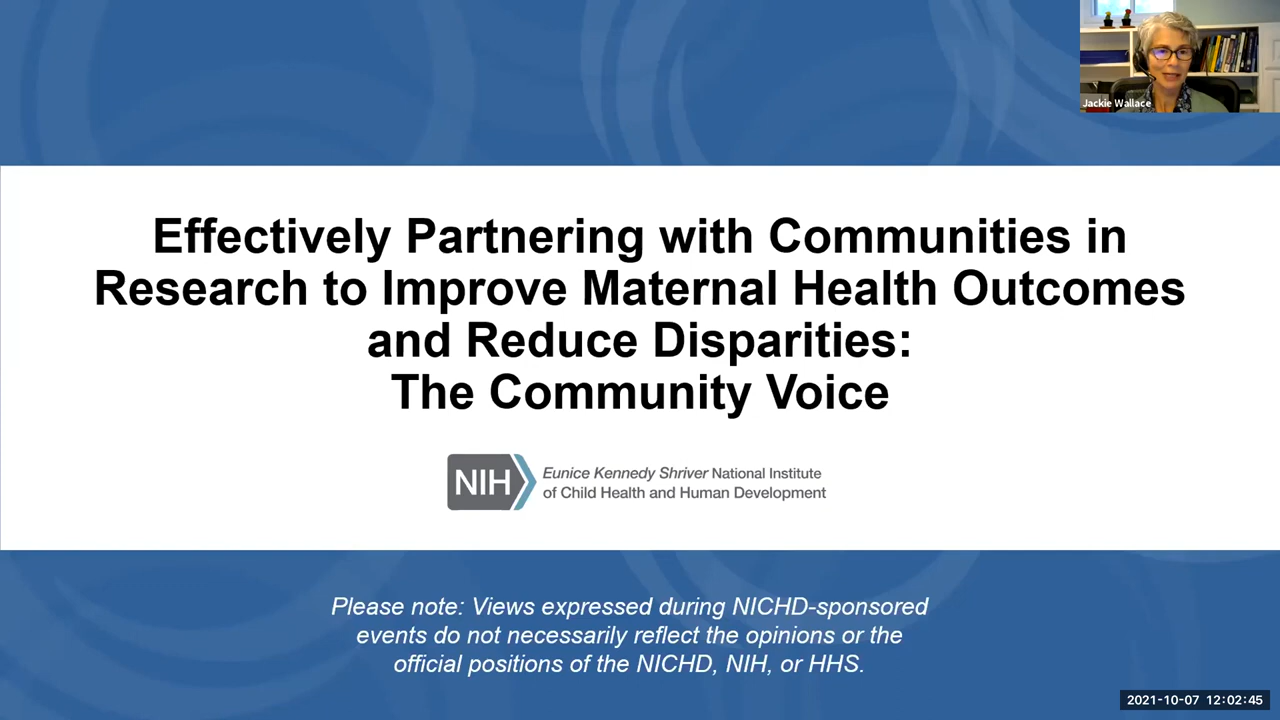 Jackie Wallace
Effectively Partnering with Communities in
Research to Improve Maternal Health Outcomes
and Reduce Disparities:
The Community Voice
NIH
Eunice Kennedy Shriver National Institute
of Child Health and Human Development
Please note: Views expressed during NICHD-sponsored
events do not necessarily reflect the opinions or the
official positions of the NICHD, NIH, or HHS.
2021-10-07 12:02:45